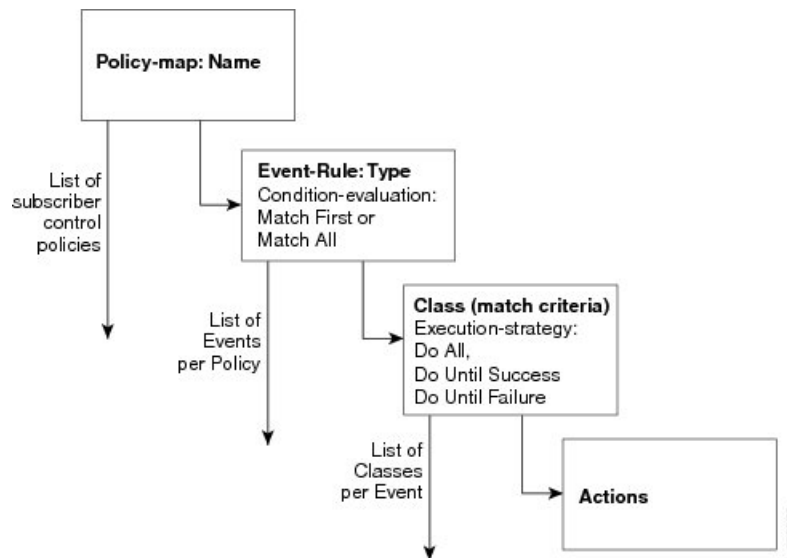 Policy-map: Name
List of
subscriber
control
policies
Event-Rule: Type
Condition-evaluation:
Match First or
Match All
List of
Events
per Policy
Class (match criteria)
Execution-strategy:
Do All,
Do Until Success
Do Until Failure
List of
Classes
per Event
Actions